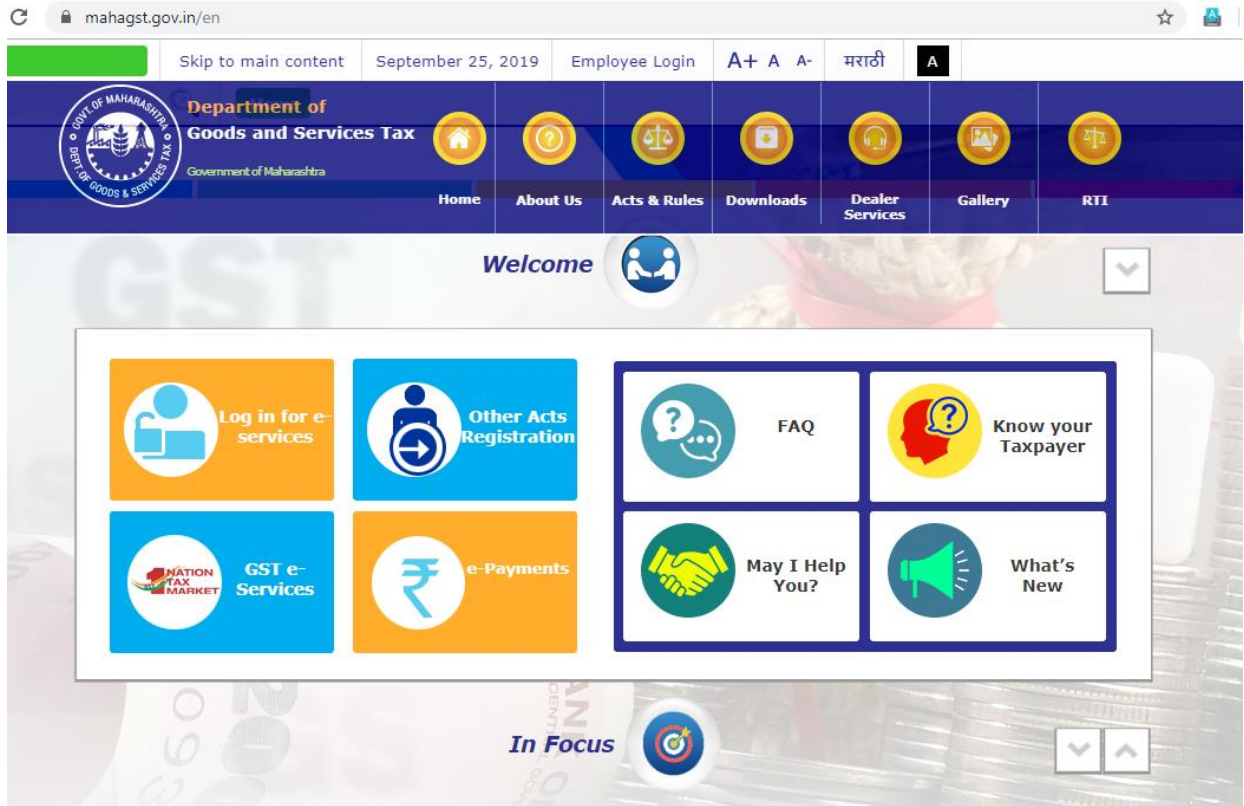 mahagst.gov.in/en
Skip to main content
September 25, 2019
Employee Login
A+ A A-
मराठी
A
GOVT. OF MAHARASHTRA
DEPT. OF GOODS & SERVICES TAX
Department of
Goods and Services Tax
Government of Maharashtra
Home
About Us
Acts & Rules
Downloads
Dealer
Services
Gallery
RTI
GST
Welcome
Log in for e-
services
Other Acts
Registration
FAQ
Know your
Taxpayer
1 NATION
TAX
MARKET
GST e-
Services
₹
e-Payments
May I Help
You?
What's
New
In Focus